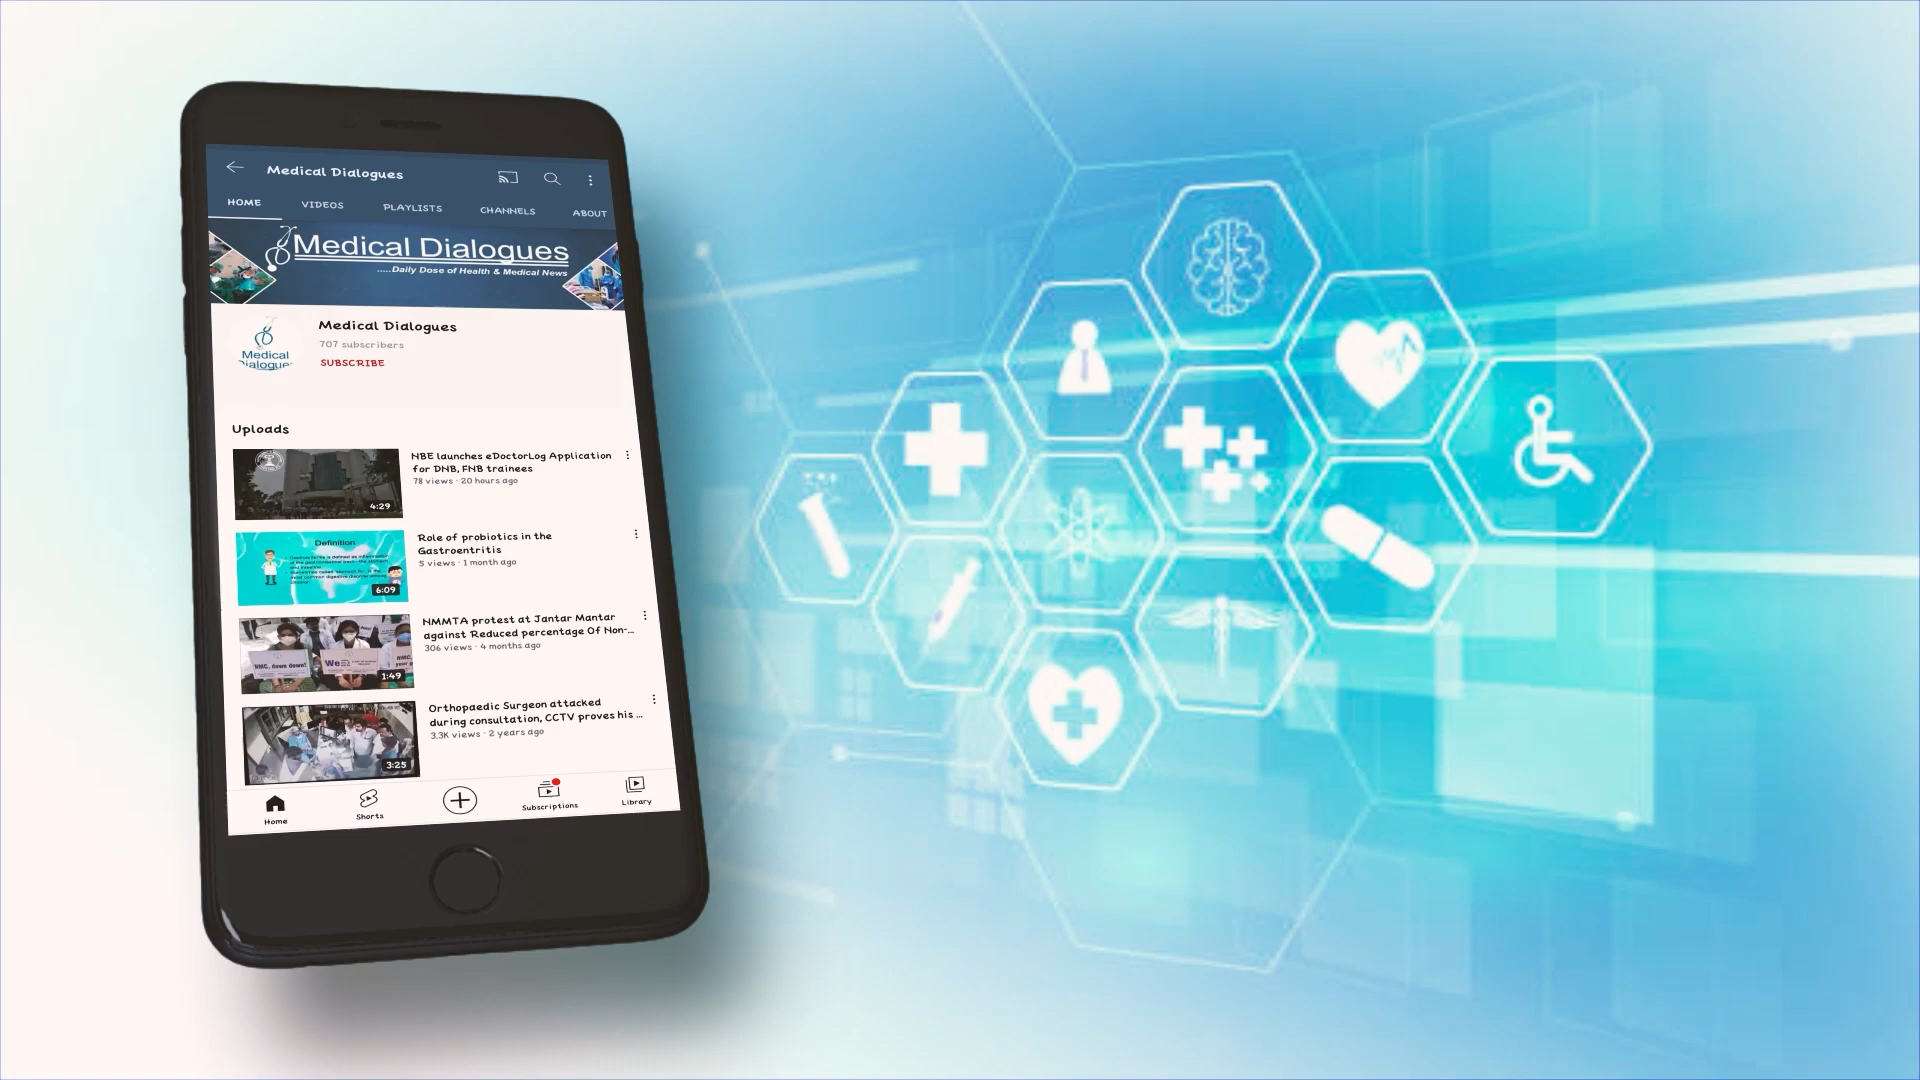 Medical Dialogues
HOME VIDEOS PLAYLISTS CHANNELS ABOUT
Medical Dialogues
.....Daily Dose of Health & Medical News
Medical Dialogues
707 subscribers
SUBSCRIBE
Medical
Uploads
NBE launches eDoctorLog Application
for DNB, FNB trainees
78 views · 20 hours ago
4:29
Role of probiotics in the
Gastroentritis
5 views · 1 month ago
Definition
6:09
NMMTA protest at Jantar Mantar
against 'Reduced percentage Of Non-...
306 views · 4 months ago
NMC, down down!
We
NMC,
1:49
Orthopaedic Surgeon attacked
during consultation, CCTV proves his ...
3.3K views · 2 years ago
3:25
Home Shorts Subscriptions Library